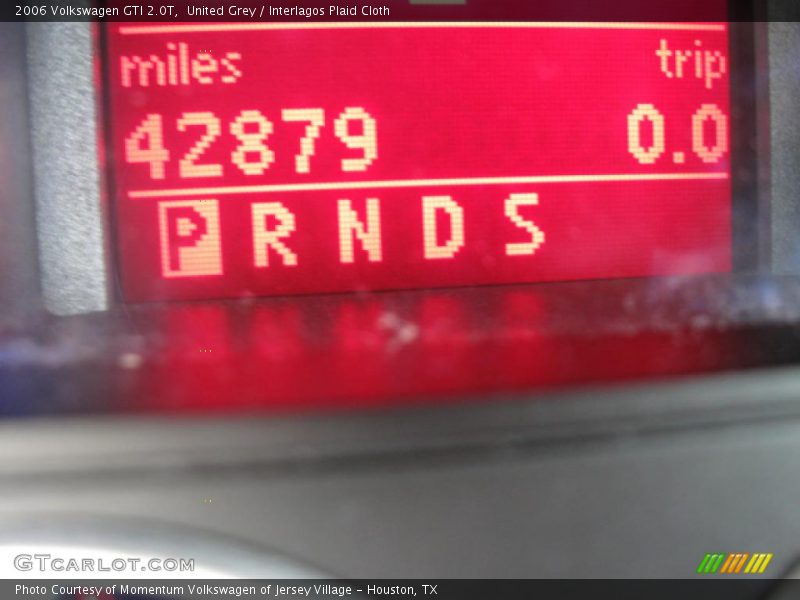 2006 Volkswagen GTI 2.0T,  United Grey / Interlagos Plaid Cloth
miles trip
42879 0.0
P R N D S
GTCARLOT.COM
Photo Courtesy of Momentum Volkswagen of Jersey Village - Houston, TX